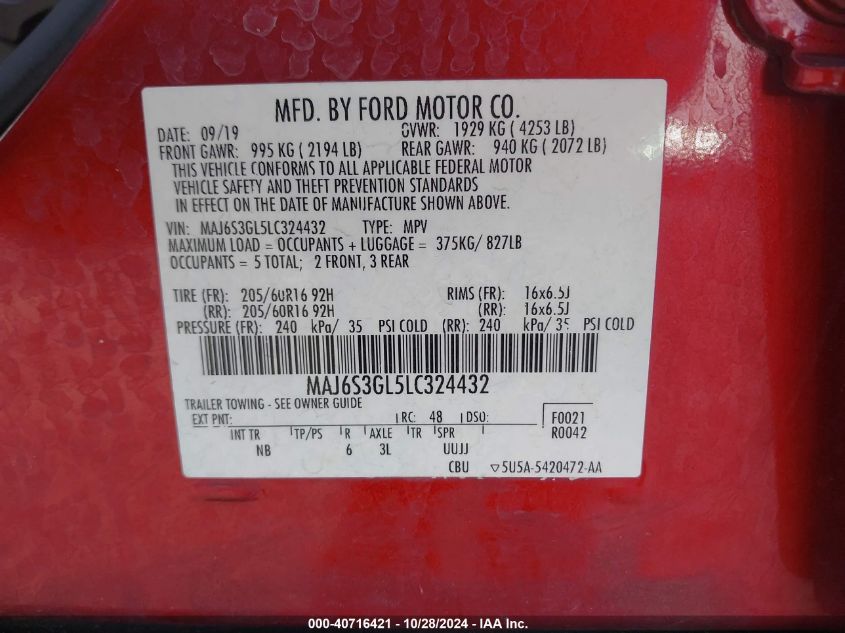 MFD. BY FORD MOTOR CO.
DATE: 09/19 GVWR: 1929 KG ( 4253 LB)
FRONT GAWR: 995 KG ( 2194 LB) REAR GAWR: 940 KG ( 2072 LB)
THIS VEHICLE CONFORMS TO ALL APPLICABLE FEDERAL MOTOR
VEHICLE SAFETY AND THEFT PREVENTION STANDARDS
IN EFFECT ON THE DATE OF MANUFACTURE SHOWN ABOVE.
VIN: MAJ6S3GL5LC324432 TYPE: MPV
MAXIMUM LOAD = OCCUPANTS + LUGGAGE = 375KG/ 827LB
OCCUPANTS = 5 TOTAL; 2 FRONT, 3 REAR
TIRE (FR): 205/60R16 92H RIMS (FR): 16x6.5J
(RR): 205/60R16 92H (RR): 16x6.5J
PRESSURE (FR): 240 kPa/ 35 PSI COLD (RR): 240 kPa/ 35 PSI COLD
MAJ6S3GL5LC324432
TRAILER TOWING - SEE OWNER GUIDE
EXT PNT: RC: 48 DSO: F0021
INT TR TP/PS R AXLE TR SPR R0042
NB 6 3L UUJJ
CBU ▽5U5A-5420472-AA
000-40716421 - 10/28/2024 - US Inc.